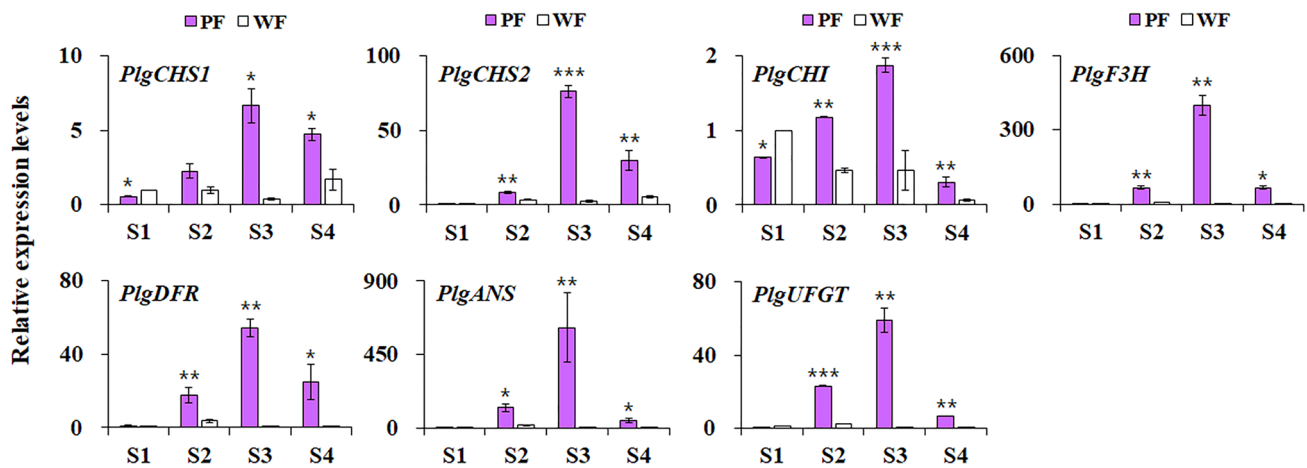 PF WF PF WF PF WF PF WF
Relative expression levels
PlgCHS1
10
5
0
* * *
S1 S2 S3 S4
PlgCHS2
100
50
0
** *** **
S1 S2 S3 S4
PlgCHI
2
1
0
* ** *** **
S1 S2 S3 S4
PlgF3H
600
300
0
** ** *
S1 S2 S3 S4
PlgDFR
80
40
0
** ** *
S1 S2 S3 S4
PlgANS
900
450
0
* ** *
S1 S2 S3 S4
PlgUFGT
80
40
0
*** ** **
S1 S2 S3 S4